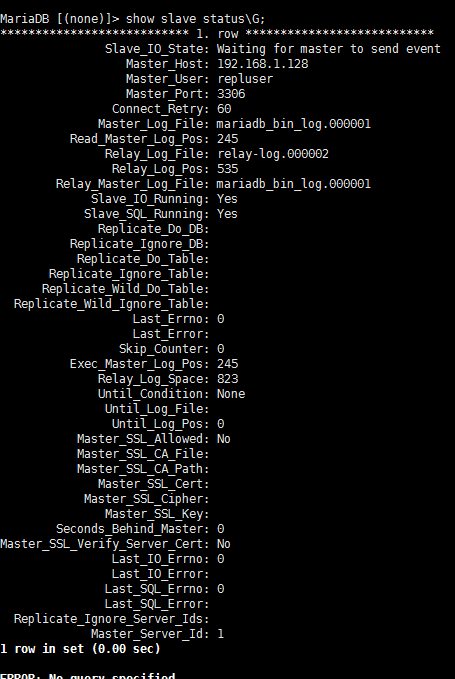 MariaDB [(none)]> show slave status\G;
*************************** 1. row ***************************
Slave_IO_State: Waiting for master to send event
Master_Host: 192.168.1.128
Master_User: repluser
Master_Port: 3306
Connect_Retry: 60
Master_Log_File: mariadb_bin_log.000001
Read_Master_Log_Pos: 245
Relay_Log_File: relay-log.000002
Relay_Log_Pos: 535
Relay_Master_Log_File: mariadb_bin_log.000001
Slave_IO_Running: Yes
Slave_SQL_Running: Yes
Replicate_Do_DB:
Replicate_Ignore_DB:
Replicate_Do_Table:
Replicate_Ignore_Table:
Replicate_Wild_Do_Table:
Replicate_Wild_Ignore_Table:
Last_Errno: 0
Last_Error:
Skip_Counter: 0
Exec_Master_Log_Pos: 245
Relay_Log_Space: 823
Until_Condition: None
Until_Log_File:
Until_Log_Pos: 0
Master_SSL_Allowed: No
Master_SSL_CA_File:
Master_SSL_CA_Path:
Master_SSL_Cert:
Master_SSL_Cipher:
Master_SSL_Key:
Seconds_Behind_Master: 0
Master_SSL_Verify_Server_Cert: No
Last_IO_Errno: 0
Last_IO_Error:
Last_SQL_Errno: 0
Last_SQL_Error:
Replicate_Ignore_Server_Ids:
Master_Server_Id: 1
1 row in set (0.00 sec)
ERROR: No query specified